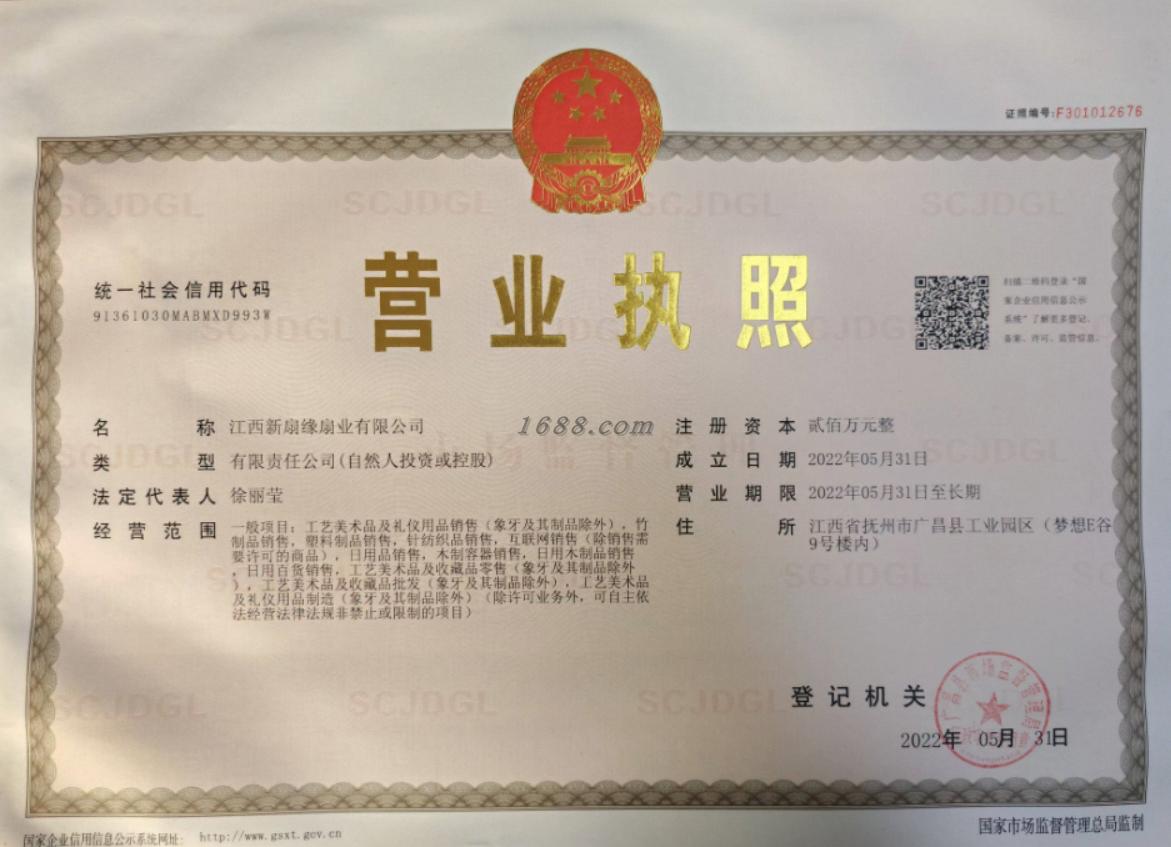 证照编号:F301012676
统一社会信用代码
91361030MABMXD993W
营业执照
扫描二维码登录“国
家企业信用信息公示
系统”了解更多登记、
备案、许可、监管信息。
名称 江西新扇缘扇业有限公司
类型 有限责任公司(自然人投资或控股)
法定代表人 徐丽莹
经营范围 一般项目：工艺美术品及礼仪用品销售（象牙及其制品除外），竹
制品销售，塑料制品销售，针纺织品销售，互联网销售（除销售需
要许可的商品），日用品销售，木制容器销售，日用木制品销售
，日用百货销售，工艺美术品及收藏品零售（象牙及其制品除外
），工艺美术品及收藏品批发（象牙及其制品除外），工艺美术品
及礼仪用品制造（象牙及其制品除外）（除许可业务外，可自主依
法经营法律法规非禁止或限制的项目）
1688.com
注册资本 贰佰万元整
成立日期 2022年05月31日
营业期限 2022年05月31日至长期
住所 江西省抚州市广昌县工业园区（梦想E谷
9号楼内）
登记机关
广昌县市场监督管理局
2022年 05月 31日
国家企业信用信息公示系统网址: http://www.gsxt.gov.cn
国家市场监督管理总局监制
SCJDGL